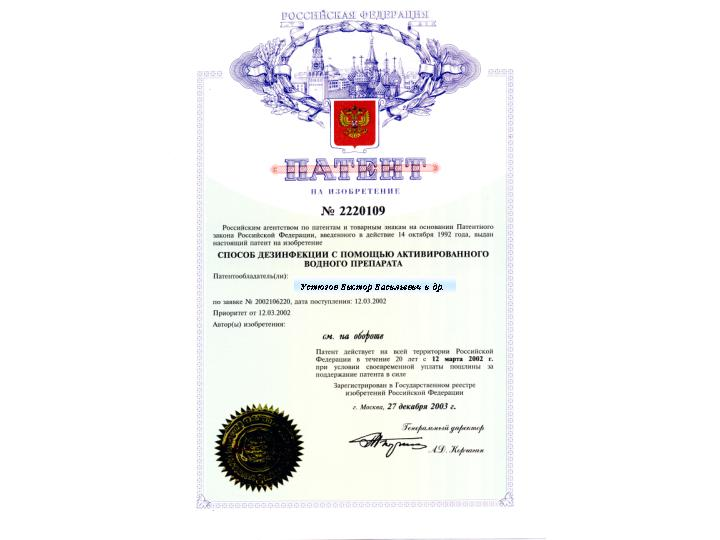 РОССИЙСКАЯ ФЕДЕРАЦИЯ
ПАТЕНТ
НА ИЗОБРЕТЕНИЕ
№ 2220109
Российским агентством по патентам и товарным знакам на основании Патентного
закона Российской Федерации, введенного в действие 14 октября 1992 года, выдан
настоящий патент на изобретение
СПОСОБ ДЕЗИНФЕКЦИИ С ПОМОЩЬЮ АКТИВИРОВАННОГО
ВОДНОГО ПРЕПАРАТА
Патентообладатель(ли):
Устюгов Виктор Васильевич и др.
по заявке № 2002106220, дата поступления: 12.03.2002
Приоритет от 12.03.2002
Автор(ы) изобретения:
см. на обороте
Патент действует на всей территории Российской
Федерации в течение 20 лет с 12 марта 2002 г.
при условии своевременной уплаты пошлины за
поддержание патента в силе
Зарегистрирован в Государственном реестре
изобретений Российской Федерации
г. Москва, 27 декабря 2003 г.
Генеральный директор
А.Д. Корчагин